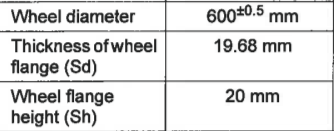 Wheel diameter 600±0.5 mm
Thickness of wheel 19.68 mm
flange (Sd)
Wheel flange 20 mm
height (Sh)